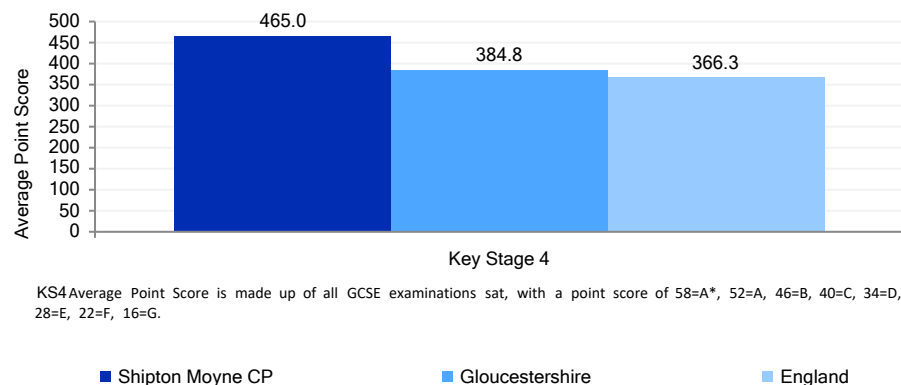 465.0
384.8
366.3
500
450
400
350
300
250
200
150
100
50
0
Average Point Score
Key Stage 4
KS4 Average Point Score is made up of all GCSE examinations sat, with a point score of 58=A*, 52=A, 46=B, 40=C, 34=D,
28=E, 22=F, 16=G.
Shipton Moyne CP Gloucestershire England